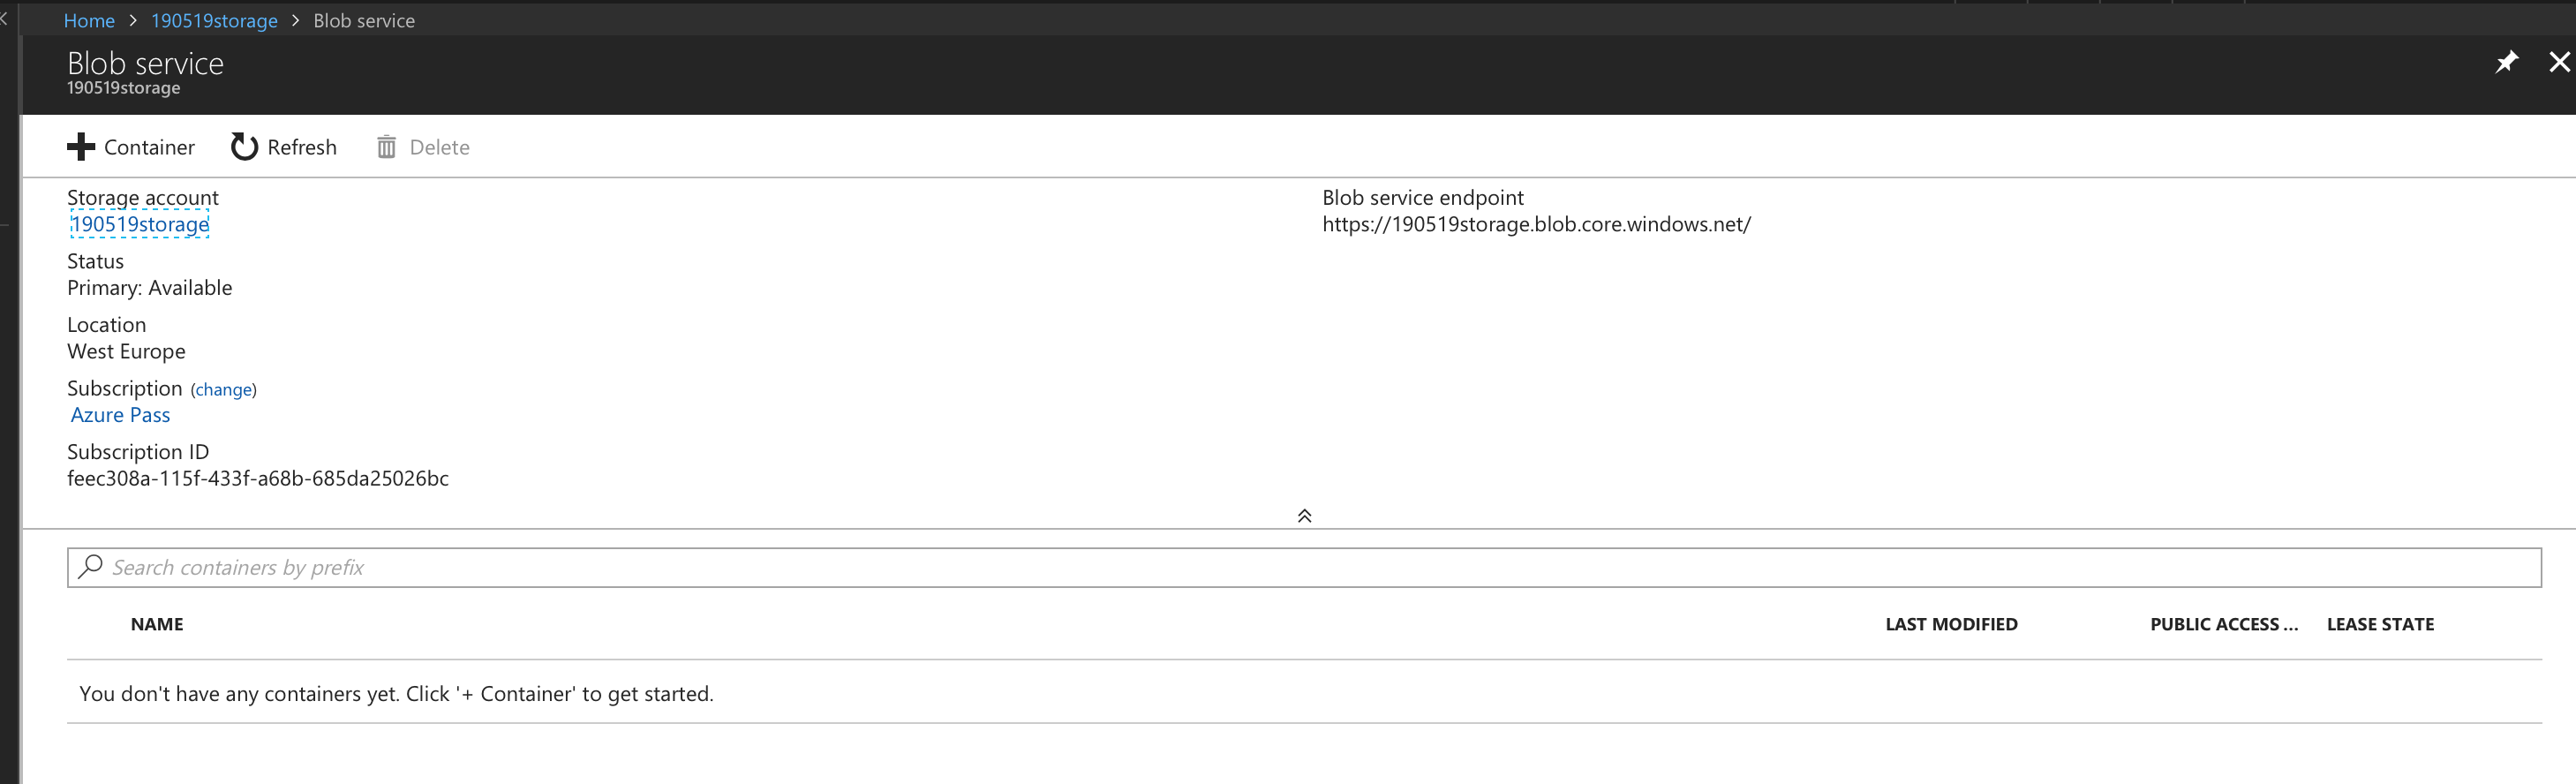 Home > 190519storage > Blob service
Blob service
190519storage
Container Refresh Delete
Storage account
190519storage
Status
Primary: Available
Location
West Europe
Subscription (change)
Azure Pass
Subscription ID
feec308a-115f-433f-a68b-685da25026bc
Blob service endpoint
https://190519storage.blob.core.windows.net/
Search containers by prefix
NAME LAST MODIFIED PUBLIC ACCESS ... LEASE STATE
You don't have any containers yet. Click '+ Container' to get started.